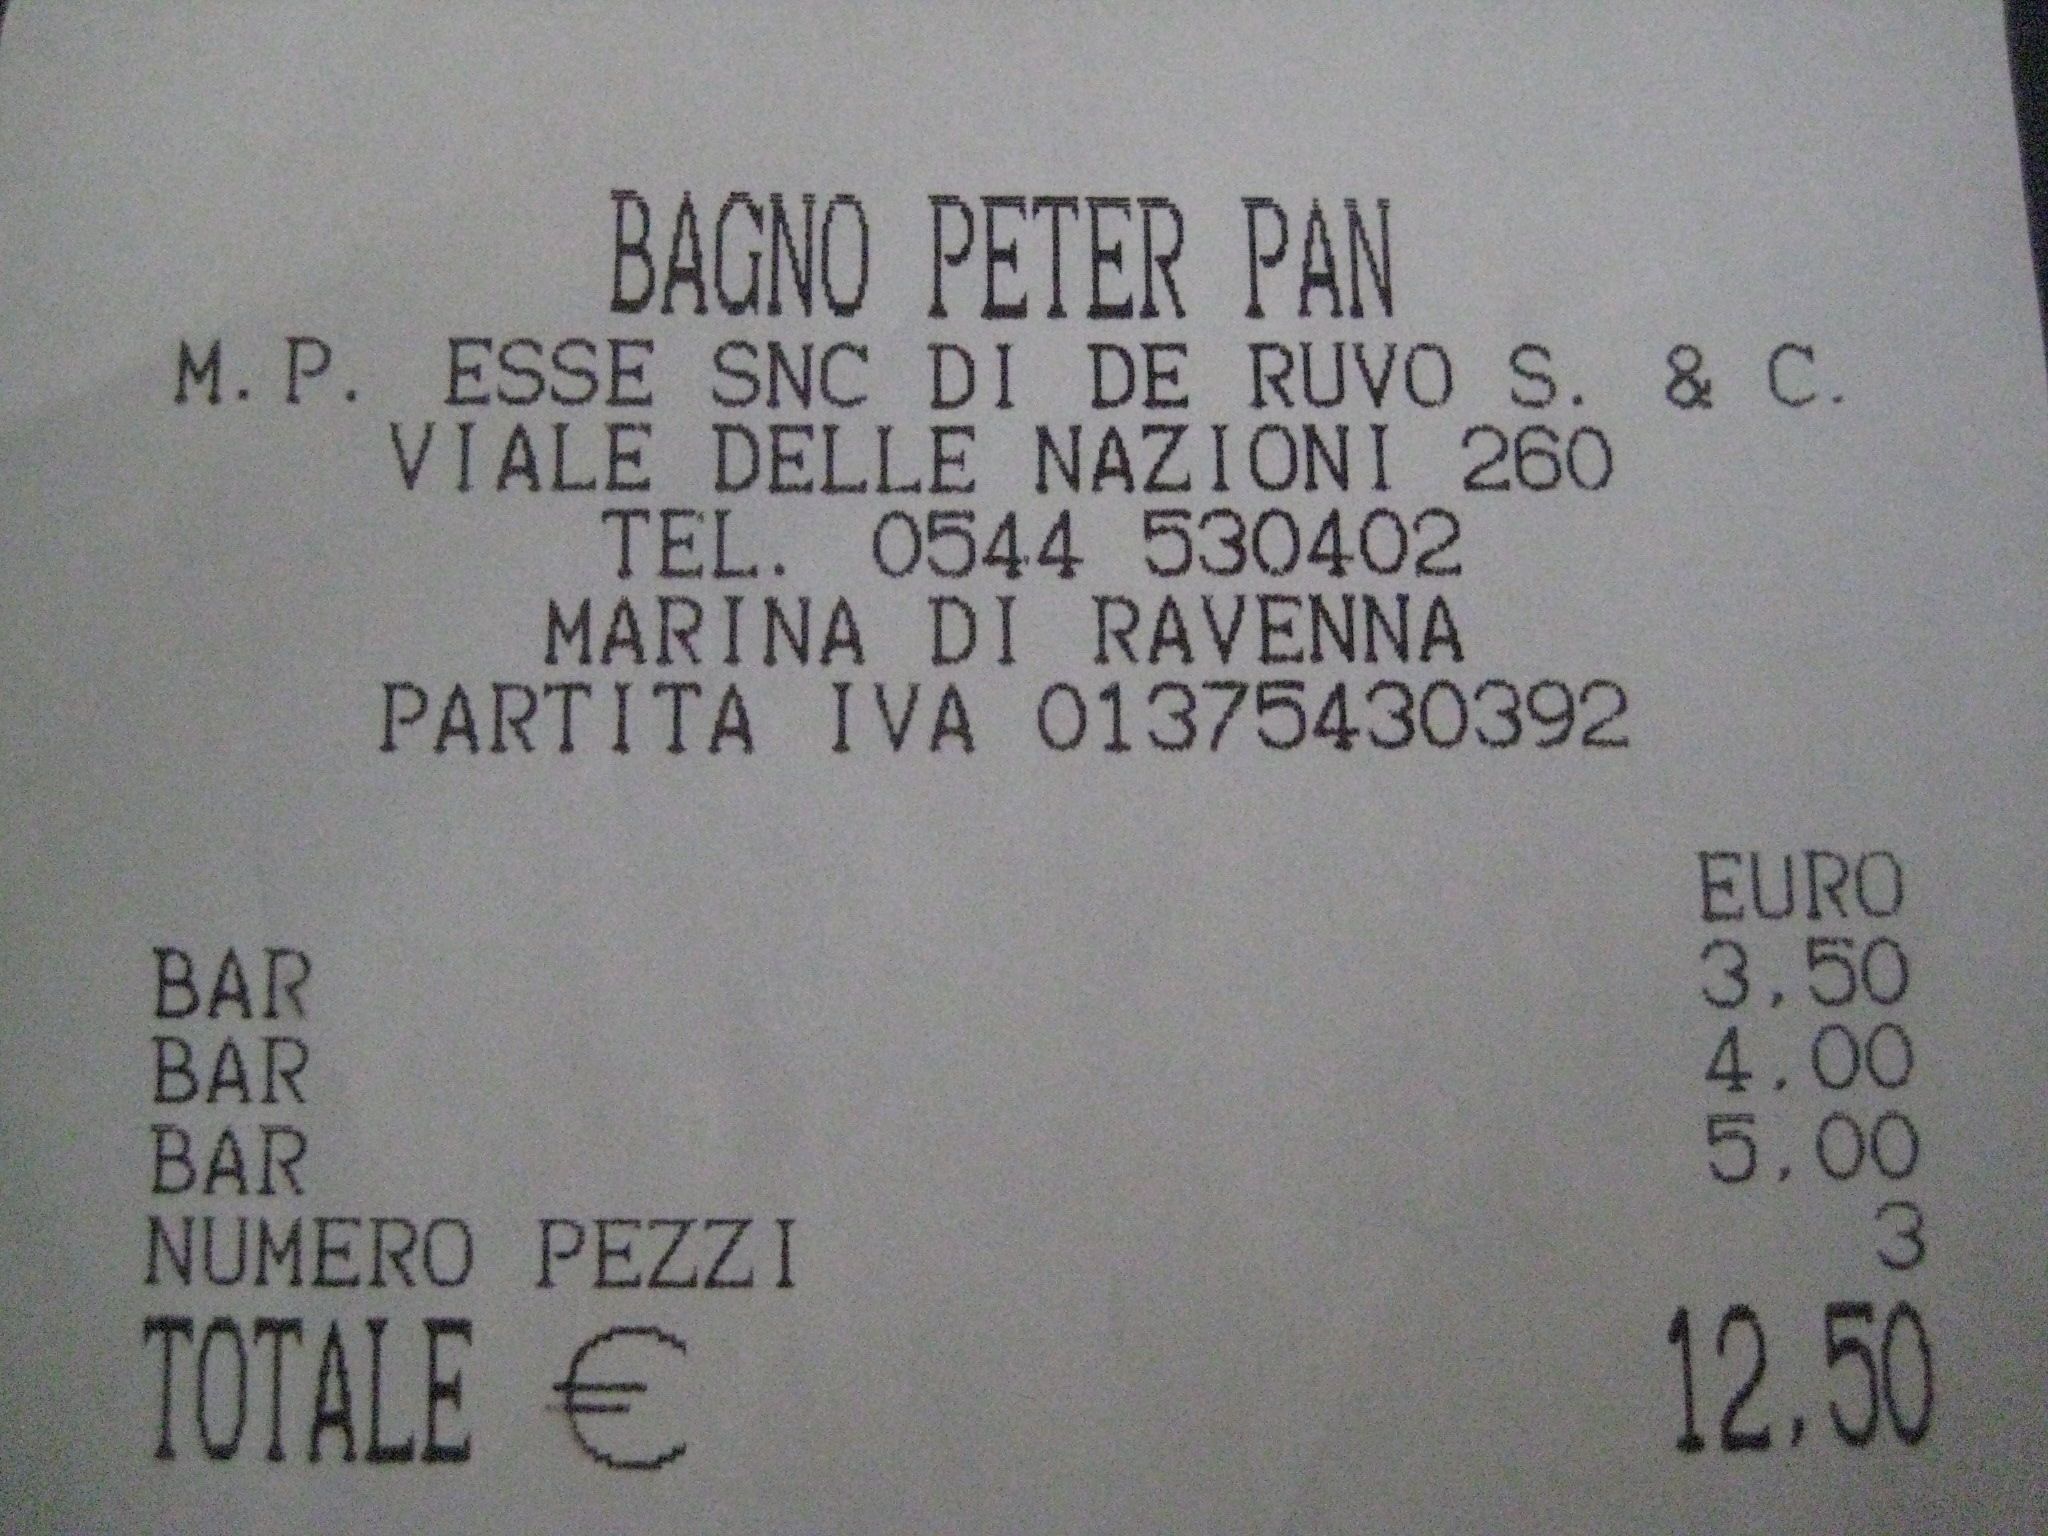 BAGNO PETER PAN
M.P. ESSE SNC DI DE RUVO S. & C.
VIALE DELLE NAZIONI 260
TEL. 0544 530402
MARINA DI RAVENNA
PARTITA IVA 01375430392
EURO
BAR 3,50
BAR 4,00
BAR 5,00
NUMERO PEZZI 3
TOTALE € 12,50